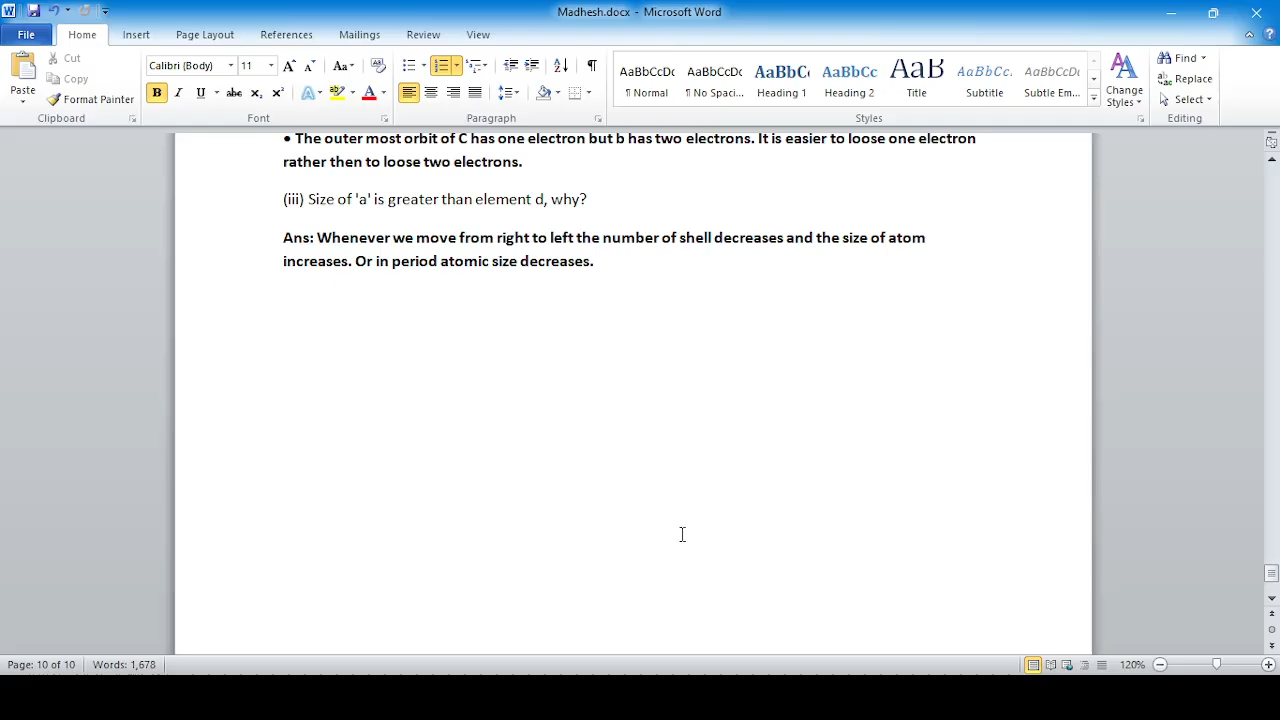 Madhesh.docx - Microsoft Word
File Home Insert Page Layout References Mailings Review View
Paste
Cut
Copy
Format Painter
Clipboard
Calibri (Body) 11
Font
Paragraph
AaBbCcDc AaBbCcDc AaBbCc AaBbCc AaB AaBbCc. AaBbCcDc
¶ Normal ¶ No Spaci... Heading 1 Heading 2 Title Subtitle Subtle Em...
Styles
Change Styles
Find
Replace
Select
Editing
• The outer most orbit of C has one electron but b has two electrons. It is easier to loose one electron
rather then to loose two electrons.
(iii) Size of 'a' is greater than element d, why?
Ans: Whenever we move from right to left the number of shell decreases and the size of atom
increases. Or in period atomic size decreases.
Page: 10 of 10 Words: 1,678 120%